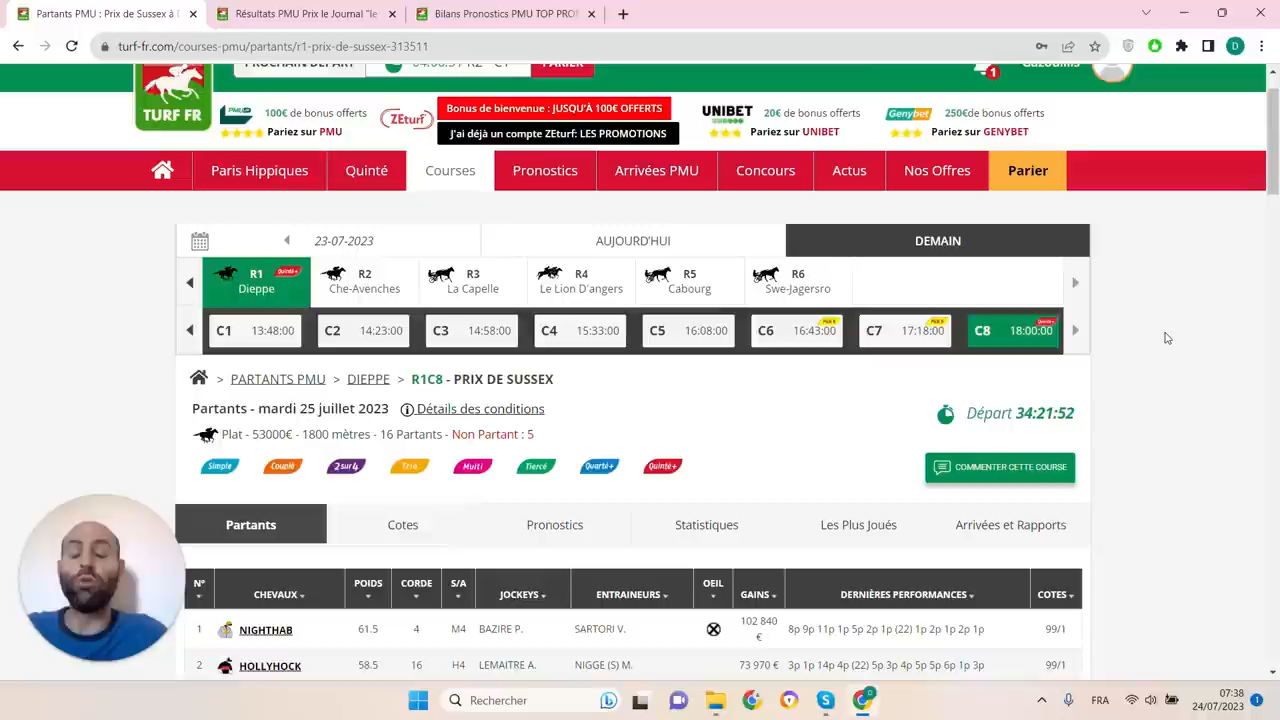 Partants PMU : Prix de Sussex à l
Résultats PMU Prix le Journal "le
Bilans Pronostics PMU TOP PRO
turf-fr.com/courses-pmu/partants/r1-prix-de-sussex-313511
D
PROCHAIN DÉPART
R2 - C1
PARIER
1
TURF FR
PMU
100€ de bonus offerts
Pariez sur PMU
ZEturf
Bonus de bienvenue : JUSQU'À 100€ OFFERTS
J'ai déjà un compte ZEturf: LES PROMOTIONS
UNIBET
20€ de bonus offerts
Pariez sur UNIBET
Genybet
250€de bonus offerts
Pariez sur GENYBET
Paris Hippiques Quinté Courses Pronostics Arrivées PMU Concours Actus Nos Offres Parier
23-07-2023 AUJOURD'HUI DEMAIN
R1 Quinté+ R2 R3 R4 R5 R6
Dieppe Che-Avenches La Capelle Le Lion D'angers Cabourg Swe-Jagersro
C1 13:48:00 C2 14:23:00 C3 14:58:00 C4 15:33:00 C5 16:08:00 C6 16:43:00 C7 17:18:00 C8 18:00:00
> PARTANTS PMU > DIEPPE > R1C8 - PRIX DE SUSSEX
Partants - mardi 25 juillet 2023 Détails des conditions
Départ 34:21:52
Plat - 53000€ - 1800 mètres - 16 Partants - Non Partant : 5
Simple Couplé 2sur4 Trio Multi Tiercé Quarté+ Quinté+
COMMENTER CETTE COURSE
Partants Cotes Pronostics Statistiques Les Plus Joués Arrivées et Rapports
N° CHEVAUX POIDS CORDE S/A JOCKEYS ENTRAINEURS OEIL GAINS DERNIÈRES PERFORMANCES COTES
1 NIGHTHAB 61.5 4 M4 BAZIRE P. SARTORI V. 102 840 € 8p 9p 11p 1p 5p 2p 1p (22) 1p 2p 1p 2p 1p 99/1
2 HOLLYHOCK 58.5 16 H4 LEMAITRE A. NIGGE (S) M. 73 970 € 3p 1p 14p 4p (22) 5p 3p 4p 5p 5p 6p 1p 3p 99/1
Rechercher
FRA
07:38
24/07/2023
1